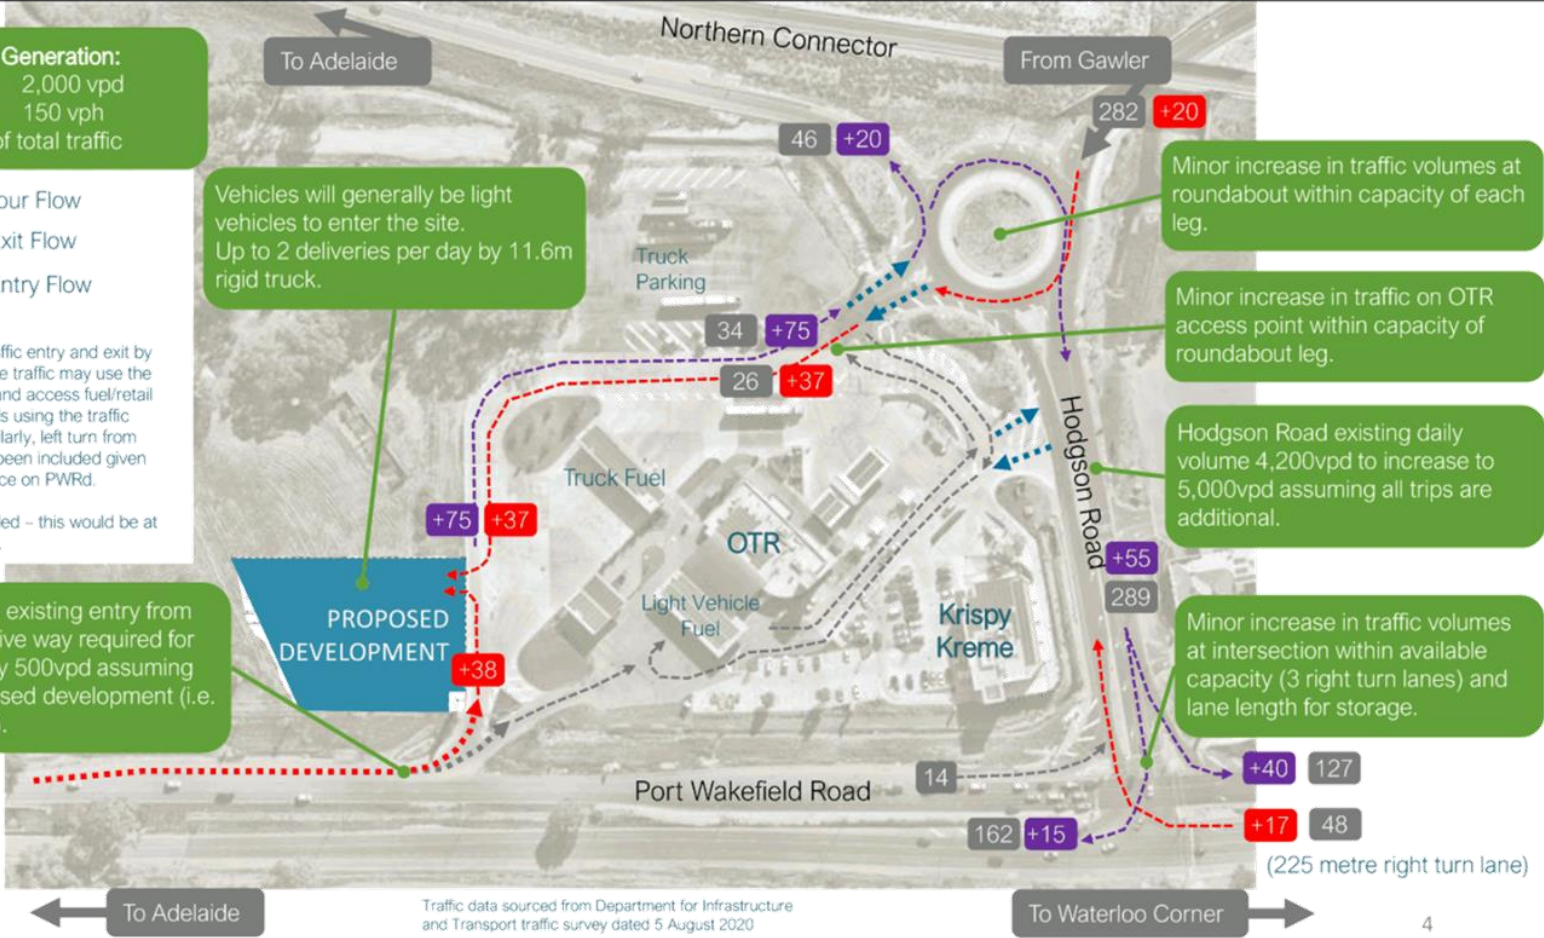 Northern Connector
To Adelaide
From Gawler
Generation:
2,000 vpd
150 vph
of total traffic
282 +20
46 +20
Minor increase in traffic volumes at
roundabout within capacity of each
leg.
our Flow
xit Flow
ntry Flow
Vehicles will generally be light
vehicles to enter the site.
Up to 2 deliveries per day by 11.6m
rigid truck.
Truck
Parking
Minor increase in traffic on OTR
access point within capacity of
roundabout leg.
34 +75
26 +37
ffic entry and exit by
e traffic may use the
and access fuel/retail
s using the traffic
larly, left turn from
been included given
ce on PWRd.
ed – this would be at
Hodgson Road
Hodgson Road existing daily
volume 4,200vpd to increase to
5,000vpd assuming all trips are
additional.
Truck Fuel
+75 +37
OTR
+55
289
PROPOSED
DEVELOPMENT
Light Vehicle
Fuel
Krispy
Kreme
existing entry from
ive way required for
y 500vpd assuming
sed development (i.e.
+38
Minor increase in traffic volumes
at intersection within available
capacity (3 right turn lanes) and
lane length for storage.
14
Port Wakefield Road
+40 127
162 +15
+17 48
(225 metre right turn lane)
To Adelaide
Traffic data sourced from Department for Infrastructure
and Transport traffic survey dated 5 August 2020
To Waterloo Corner
4